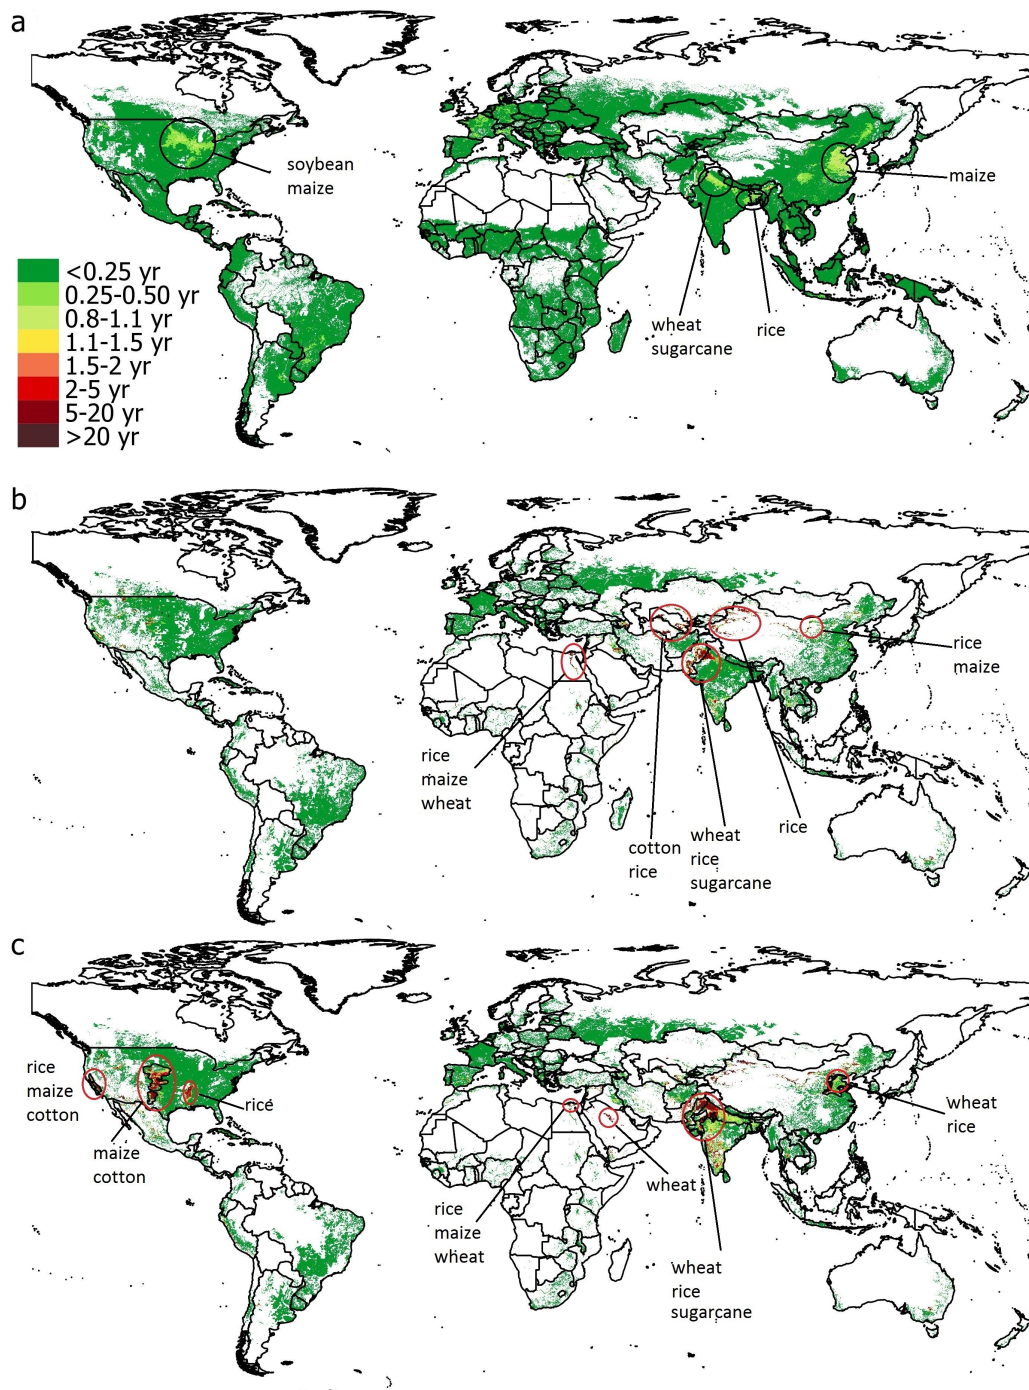 a
soybean
maize
maize
wheat
sugarcane
rice
<0.25 yr
0.25-0.50 yr
0.8-1.1 yr
1.1-1.5 yr
1.5-2 yr
2-5 yr
5-20 yr
>20 yr
b
rice
maize
rice
maize
wheat
cotton
rice
wheat
rice
sugarcane
rice
c
rice
maize
cotton
rice
maize
cotton
wheat
rice
wheat
rice
maize
wheat
wheat
rice
sugarcane